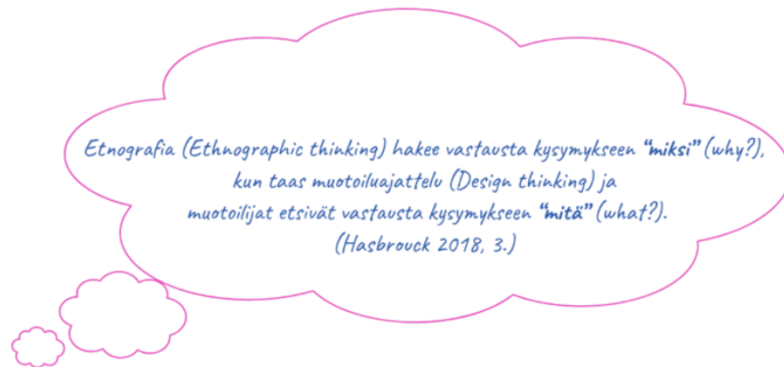 Etnografia (Ethnographic thinking) hakee vastausta kysymykseen “miksi” (why?),
kun taas muotoiluajattelu (Design thinking) ja
muotoilijat etsivät vastausta kysymykseen “mitä” (what?).
(Hasbrouck 2018, 3.)